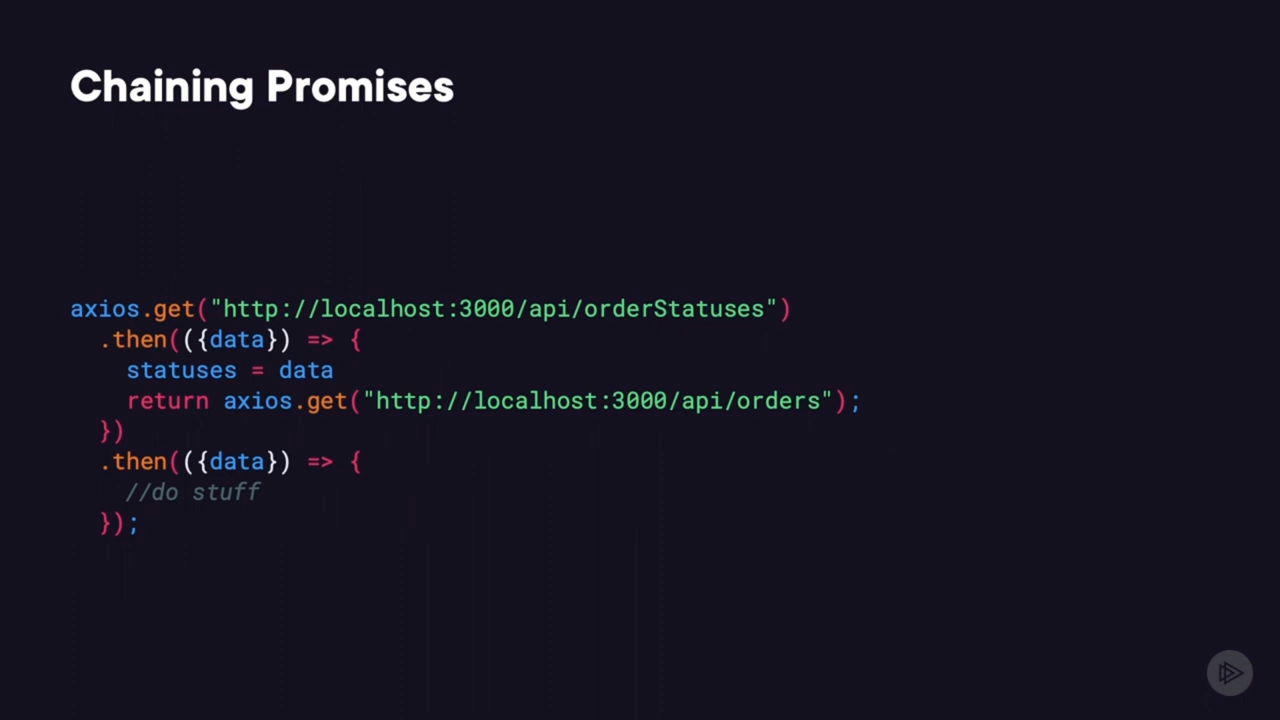 Chaining Promises
axios.get("http://localhost:3000/api/orderStatuses")
.then(({data}) => {
statuses = data
return axios.get("http://localhost:3000/api/orders");
})
.then(({data}) => {
//do stuff
});